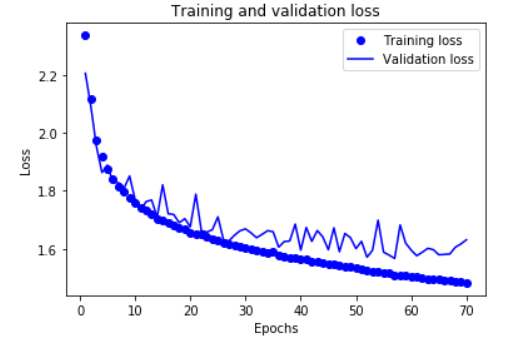 Training and validation loss
Training loss
Validation loss
2.2
2.0
1.8
1.6
Loss
0
10
20
30
40
50
60
70
Epochs